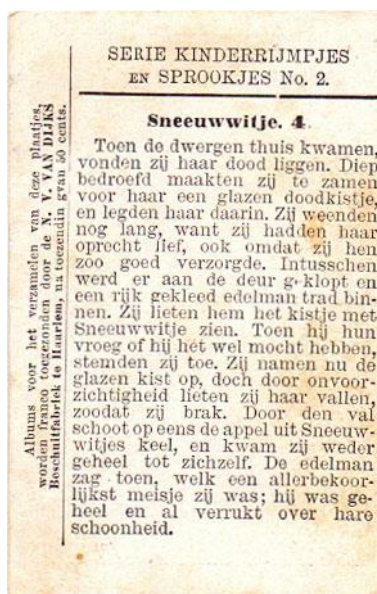 SERIE KINDERRIJMPJES
EN SPROOKJES No. 2.
Sneeuwwitje. 4.
Toen de dwergen thuis kwamen,
vonden zij haar dood liggen. Diep
bedroefd maakten zij te zamen
voor haar een glazen doodkistje,
en legden haar daarin. Zij weenden
nog lang, want zij hadden haar
oprecht lief, ook omdat zij hen
zoo goed verzorgde. Intusschen
werd er aan de deur geklopt en
een rijk gekleed edelman trad bin-
nen. Zij lieten hem het kistje met
Sneeuwwitje zien. Toen hij hun
vroeg of hij het wel mocht hebben,
stemden zij toe. Zij namen nu de
glazen kist op, doch door onvoor-
zichtigheid lieten zij haar vallen,
zoodat zij brak. Door den val
schoot op eens de appel uit Sneeuw-
witjes keel, en kwam zij weder
geheel tot zichzelf. De edelman
zag toen, welk een allerbekoor-
lijkst meisje zij was; hij was ge-
heel en al verrukt over hare
schoonheid.
Albums voor het verzamelen van deze plaatjes,
worden franco toegezonden door de N. V. VAN DIJKS
Beschuitfabriek te Haarlem, na toezending van 50 cents.